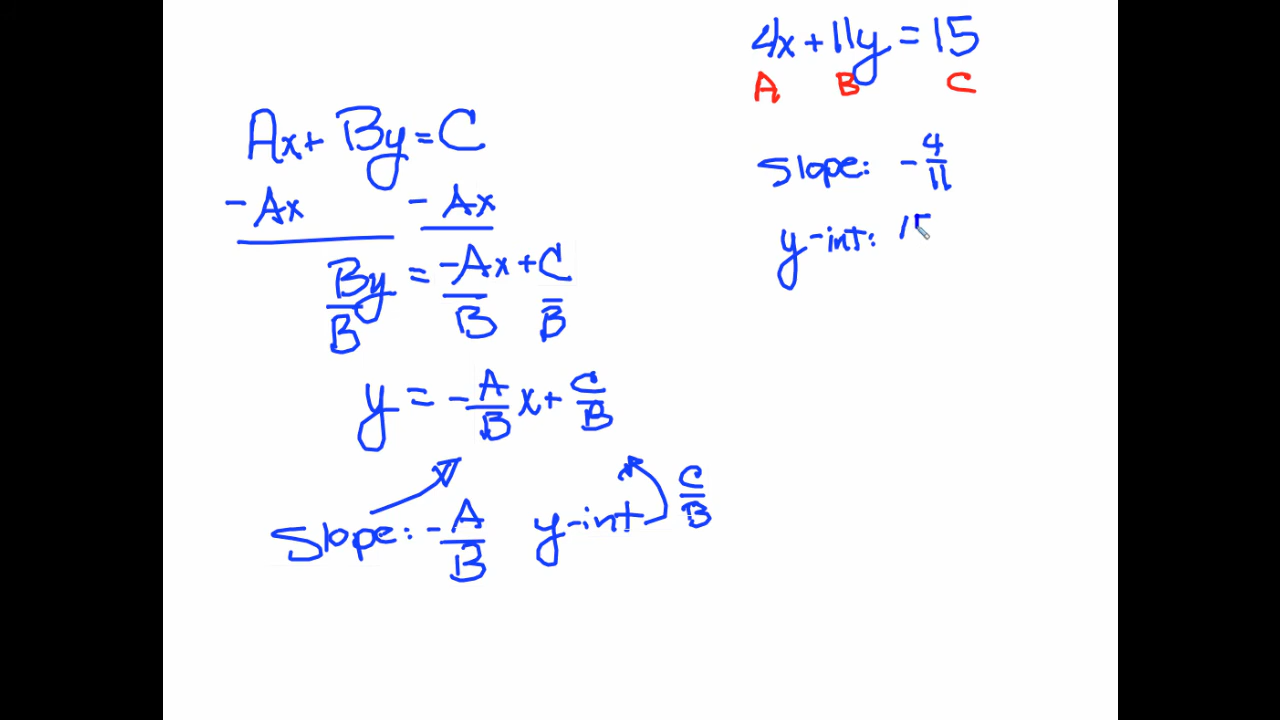 Ax + By = C
-Ax -Ax
By/B = -Ax/B + C/B
y = -A/B x + C/B
Slope: -A/B y-int C/B
4x + 11y = 15
A B C
Slope: -4/11
y-int: 15